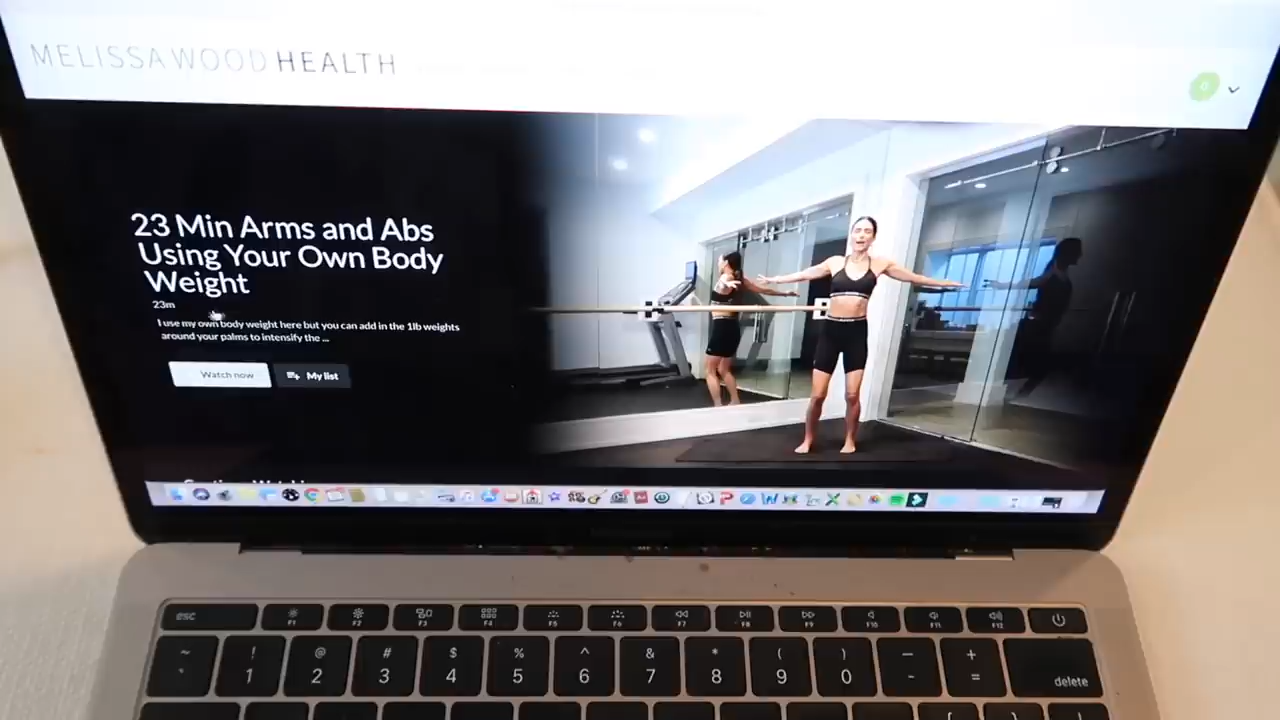 MELISSA WOOD HEALTH
23 Min Arms and Abs
Using Your Own Body
Weight
23m
I use my own body weight here but you can add in the 1lb weights
around your palms to intensify the ...
Watch now
My list
esc
F1 F2 F3 F4 F5 F6 F7 F8 F9 F10 F11 F12
~ ! @ # $ % ^ & * ( ) — +
` 1 2 3 4 5 6 7 8 9 0 - = delete